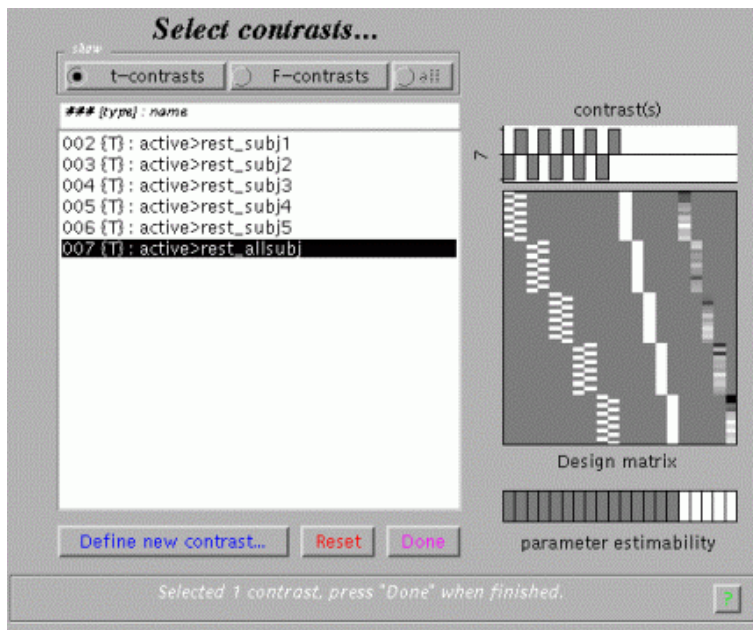 Select contrasts...
show
t-contrasts
F-contrasts
all
### [type] : name
002 {T} : active>rest_subj1
003 {T} : active>rest_subj2
004 {T} : active>rest_subj3
005 {T} : active>rest_subj4
006 {T} : active>rest_subj5
007 {T} : active>rest_allsubj
contrast(s)
7
Design matrix
parameter estimability
Define new contrast...
Reset
Done
Selected 1 contrast, press "Done" when finished.
?